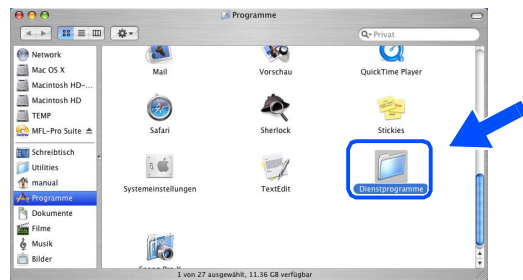 Programme
Privat
Network
Mac OS X
Macintosh HD-...
Macintosh HD
TEMP
MFL-Pro Suite
Schreibtisch
Utilities
manual
Programme
Dokumente
Filme
Musik
Bilder
Mail
Vorschau
QuickTime Player
Safari
Sherlock
Stickies
Systemeinstellungen
TextEdit
Dienstprogramme
1 von 27 ausgewählt, 11.36 GB verfügbar